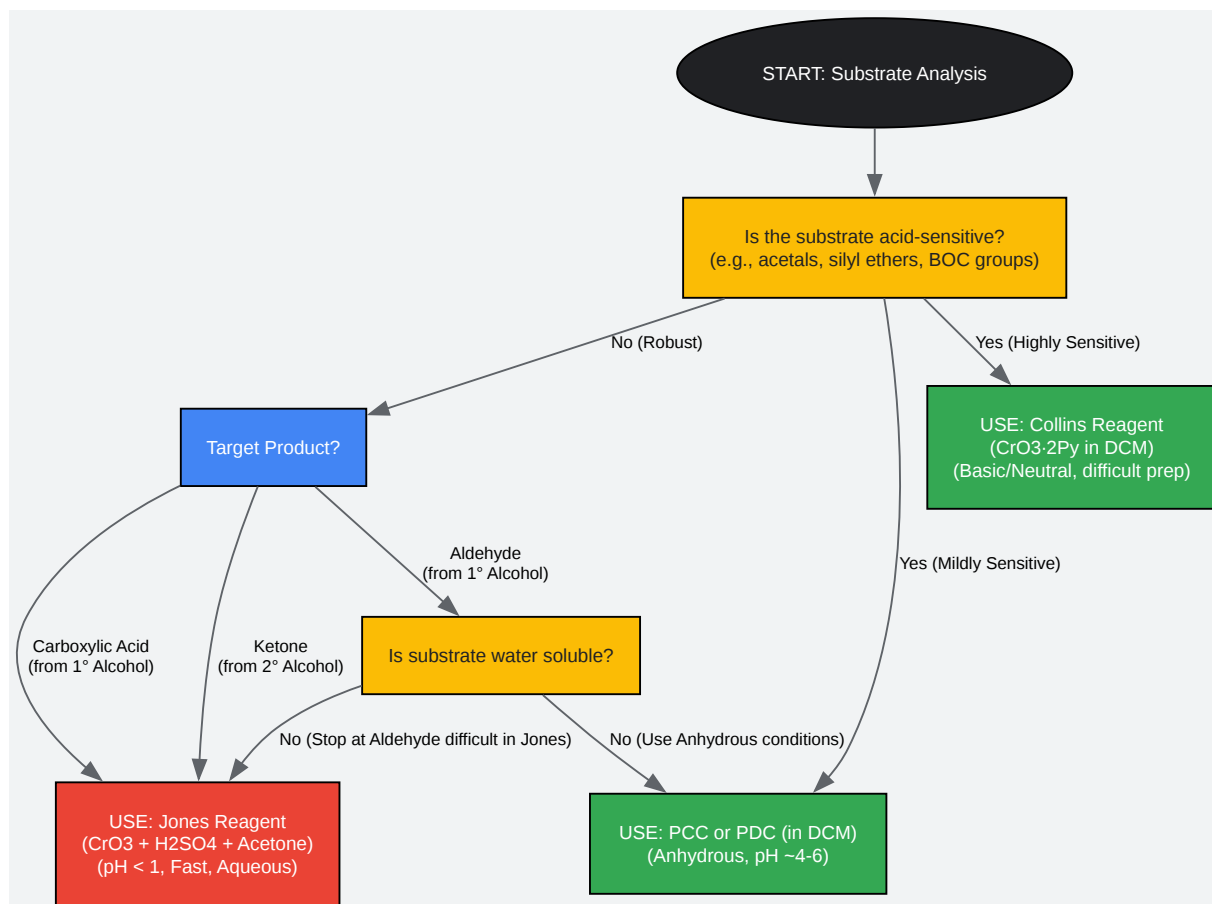 START: Substrate Analysis
Is the substrate acid-sensitive?
(e.g., acetals, silyl ethers, BOC groups)
No (Robust)
Yes (Highly Sensitive)
USE: Collins Reagent
(CrO3·2Py in DCM)
(Basic/Neutral, difficult prep)
Target Product?
Aldehyde
(from 1° Alcohol)
Yes (Mildly Sensitive)
Carboxylic Acid
(from 1° Alcohol)
Ketone
(from 2° Alcohol)
Is substrate water soluble?
No (Stop at Aldehyde difficult in Jones)
No (Use Anhydrous conditions)
USE: Jones Reagent
(CrO3 + H2SO4 + Acetone)
(pH < 1, Fast, Aqueous)
USE: PCC or PDC (in DCM)
(Anhydrous, pH ~4-6)